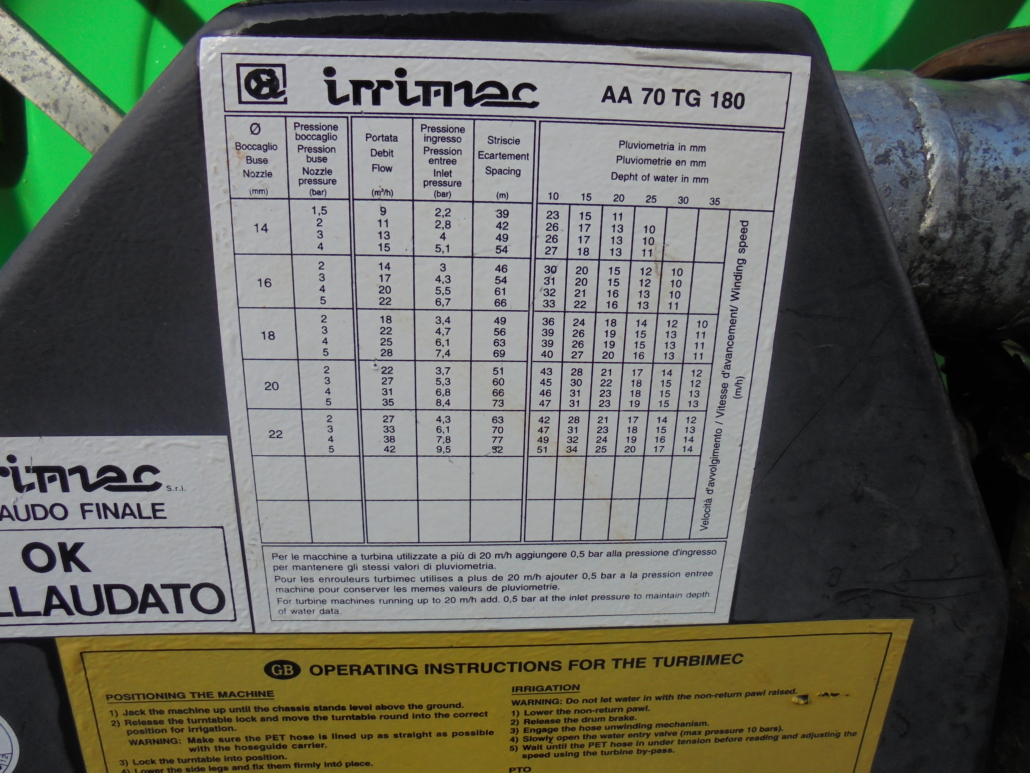 irrimec AA 70 TG 180
Ø Boccaglio Buse Nozzle (mm)
Pressione boccaglio Pression buse Nozzle pressure (bar)
Portata Debit Flow (m³/h)
Pressione ingresso Pression entree Inlet pressure (bar)
Striscie Ecartement Spacing (m)
Pluviometria in mm
Pluviometrie en mm
Depht of water in mm
10 15 20 25 30 35
14
1,5 9 2,2 39 23 15 11
2 11 2,8 42 26 17 13 10
3 13 4 49 26 17 13 10
4 15 5,1 54 27 18 13 11
16
2 14 3 46 30 20 15 12 10
3 17 4,3 54 31 20 15 12 10
4 20 5,5 61 32 21 16 13 10
5 22 6,7 66 33 22 16 13 11
18
2 18 3,4 49 36 24 18 14 12 10
3 22 4,7 56 39 26 19 15 13 11
4 25 6,1 63 39 26 19 15 13 11
5 28 7,4 69 40 27 20 16 13 11
20
2 22 3,7 51 43 28 21 17 14 12
3 27 5,3 60 45 30 22 18 15 12
4 31 6,8 66 46 31 23 18 15 13
5 35 8,4 73 47 31 23 19 15 13
22
2 27 4,3 63 42 28 21 17 14 12
3 33 6,1 70 47 31 23 18 15 13
4 38 7,8 77 49 32 24 19 16 14
5 42 9,5 51 34 25 20 17 14
Velocità d'avvolgimento / Vitesse d'avancement/ Winding speed
(m/h)
Per le macchine a turbina utilizzate a più di 20 m/h aggiungere 0,5 bar alla pressione d'ingresso
per mantenere gli stessi valori di pluviometria.
Pour les enrouleurs turbimec utilises a plus de 20 m/h ajouter 0,5 bar a la pression entree
machine pour conserver les memes valeurs de pluviometrie.
For turbine machines running up to 20 m/h add. 0,5 bar at the inlet pressure to maintain depth
of water data.
rimec S.r.l.
AUDO FINALE
OK
LLAUDATO
GB OPERATING INSTRUCTIONS FOR THE TURBIMEC
POSITIONING THE MACHINE
1) Jack the machine up until the chassis stands level above the ground.
2) Release the turntable lock and move the turntable round into the correct
position for irrigation.
WARNING: Make sure the PET hose is lined up as straight as possible
with the hoseguide carrier.
3) Lock the turntable into position.
4) Lower the side legs and fix them firmly into place.
IRRIGATION
WARNING: Do not let water in with the non-return pawl raised.
1) Lower the non-return pawl.
2) Release the drum brake.
3) Engage the hose unwinding mechanism.
4) Slowly open the water entry valve (max pressure 10 bars).
5) Wait until the PET hose in under tension before reading and adjusting the
speed using the turbine by-pass.
PTO